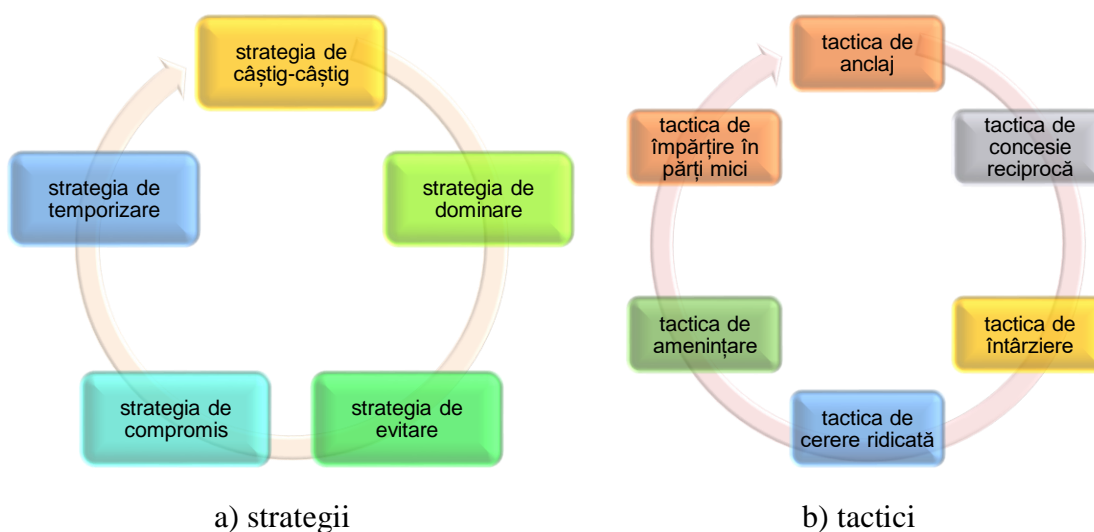 strategia de
câștig-câștig
strategia de
dominare
strategia de
evitare
strategia de
compromis
strategia de
temporizare
a) strategii
tactica de
anclaj
tactica de
concesie
reciprocă
tactica de
întârziere
tactica de
cerere ridicată
tactica de
amenințare
tactica de
împărțire în
părți mici
b) tactici